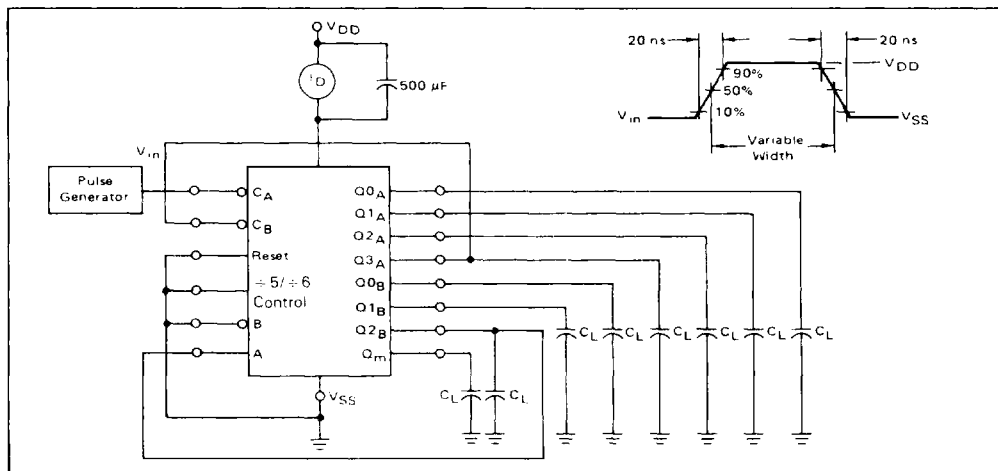 VDD
ID
500 µF
Vin
Pulse
Generator
CA
CB
Reset
÷5/÷6
Control
B
A
VSS
Q0A
Q1A
Q2A
Q3A
Q0B
Q1B
Q2B
Qm
CL
CL
CL
CL
CL
CL
CL
CL
20 ns
20 ns
VDD
90%
50%
10%
Vin
VSS
Variable
Width